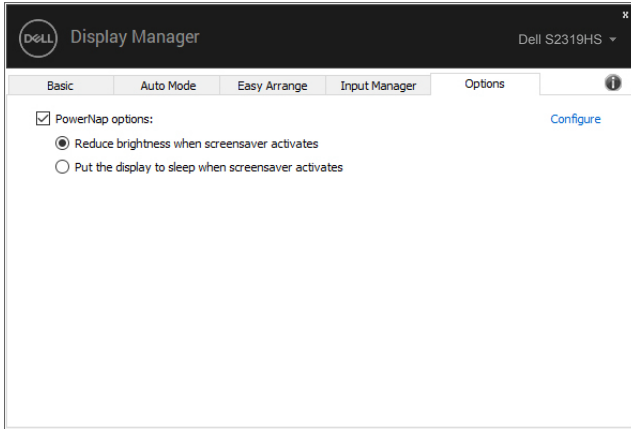 x
DELL Display Manager Dell S2319HS
Basic Auto Mode Easy Arrange Input Manager Options i
PowerNap options: Configure
Reduce brightness when screensaver activates
Put the display to sleep when screensaver activates